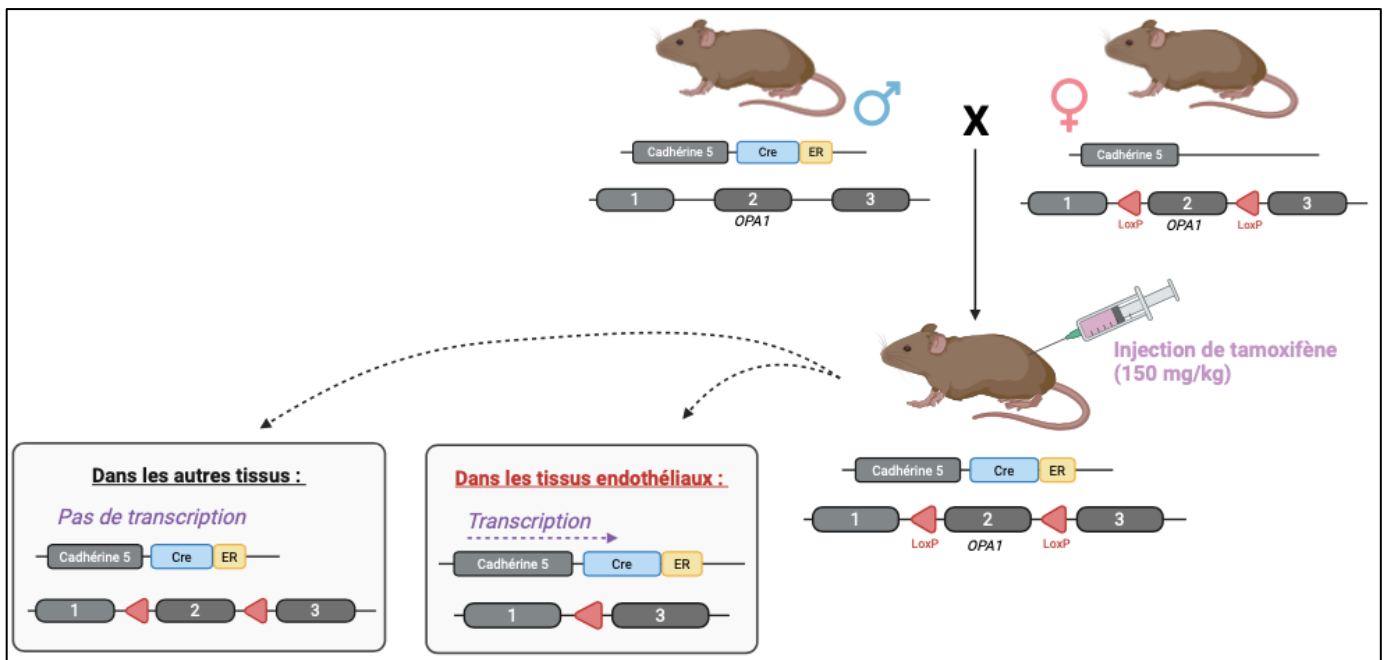 X
Cadhérine 5 Cre ER
1 2 3
OPA1
Cadhérine 5
1 2 3
LoxP OPA1 LoxP
Injection de tamoxifène
(150 mg/kg)
Cadhérine 5 Cre ER
1 2 3
LoxP OPA1 LoxP
Dans les autres tissus :
Pas de transcription
Cadhérine 5 Cre ER
1 2 3
Dans les tissus endothéliaux :
Transcription
Cadhérine 5 Cre ER
1 3